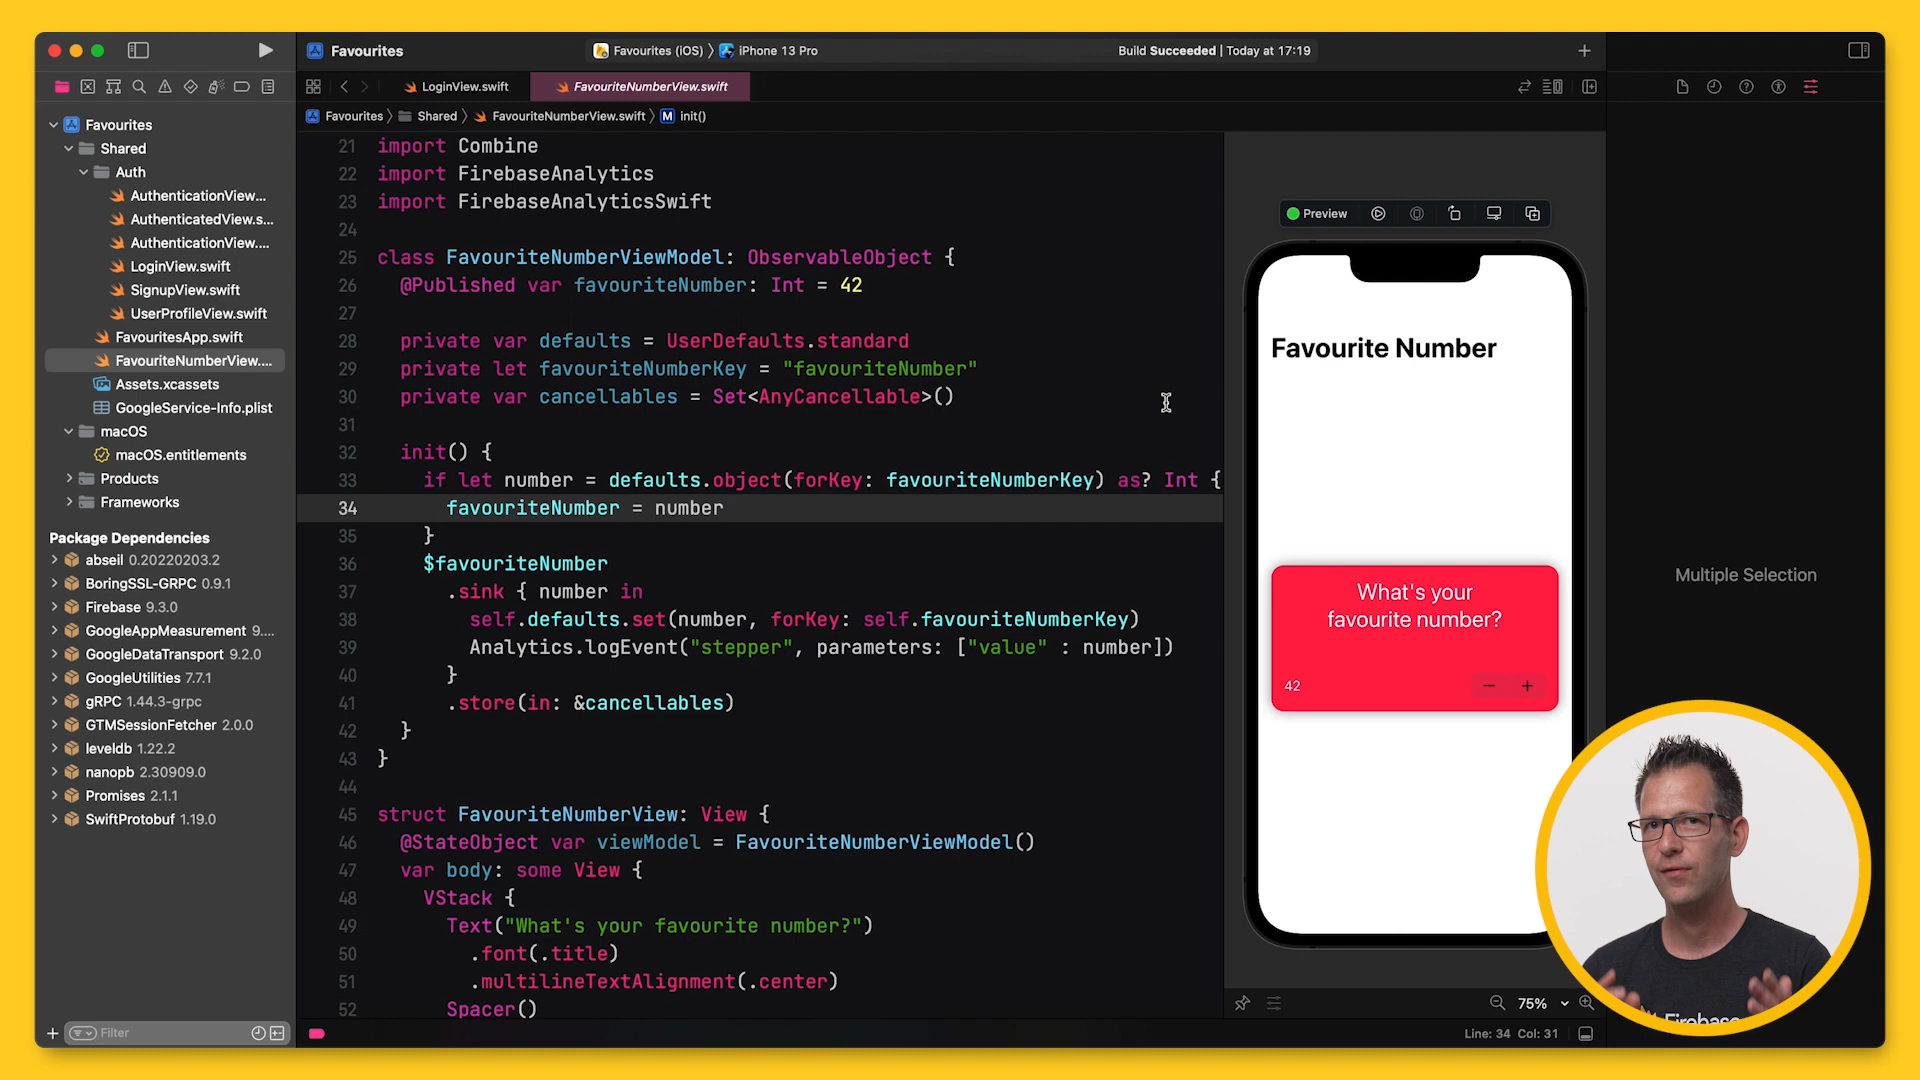 Favourites
Favourites (iOS)
iPhone 13 Pro
Build Succeeded | Today at 17:19
LoginView.swift
FavouriteNumberView.swift
Favourites
Shared
FavouriteNumberView.swift
M init()
Favourites
Shared
Auth
AuthenticationView...
AuthenticatedView.s...
AuthenticationView....
LoginView.swift
SignupView.swift
UserProfileView.swift
FavouritesApp.swift
FavouriteNumberView....
Assets.xcassets
GoogleService-Info.plist
macOS
macOS.entitlements
Products
Frameworks
Package Dependencies
abseil 0.20220203.2
BoringSSL-GRPC 0.9.1
Firebase 9.3.0
GoogleAppMeasurement 9....
GoogleDataTransport 9.2.0
GoogleUtilities 7.7.1
gRPC 1.44.3-grpc
GTMSessionFetcher 2.0.0
leveldb 1.22.2
nanopb 2.30909.0
Promises 2.1.1
SwiftProtobuf 1.19.0
Filter
21 import Combine
22 import FirebaseAnalytics
23 import FirebaseAnalyticsSwift
24
25 class FavouriteNumberViewModel: ObservableObject {
26 @Published var favouriteNumber: Int = 42
27
28 private var defaults = UserDefaults.standard
29 private let favouriteNumberKey = "favouriteNumber"
30 private var cancellables = Set<AnyCancellable>()
31
32 init() {
33 if let number = defaults.object(forKey: favouriteNumberKey) as? Int {
34 favouriteNumber = number
35 }
36 $favouriteNumber
37 .sink { number in
38 self.defaults.set(number, forKey: self.favouriteNumberKey)
39 Analytics.logEvent("stepper", parameters: ["value" : number])
40 }
41 .store(in: &cancellables)
42 }
43 }
44
45 struct FavouriteNumberView: View {
46 @StateObject var viewModel = FavouriteNumberViewModel()
47 var body: some View {
48 VStack {
49 Text("What's your favourite number?")
50 .font(.title)
51 .multilineTextAlignment(.center)
52 Spacer()
Preview
Favourite Number
What's your
favourite number?
42
− +
75%
Line: 34 Col: 31
Multiple Selection
Firebase